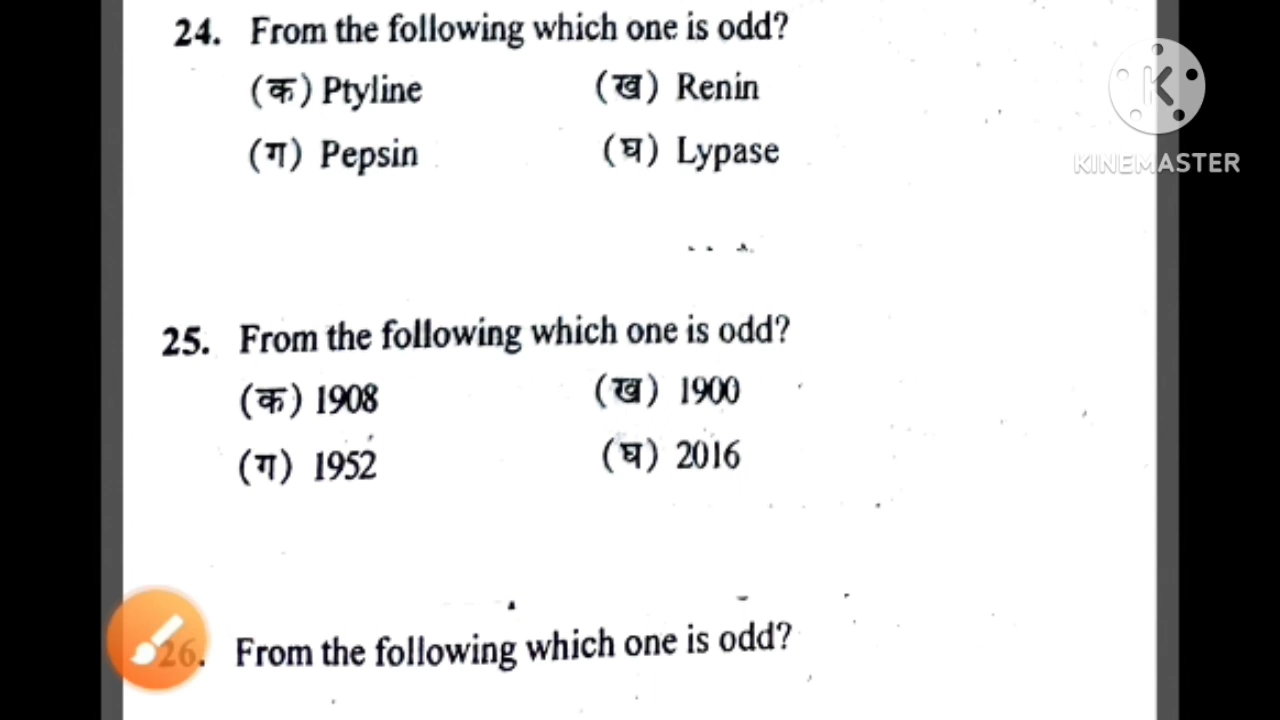 24. From the following which one is odd?
(क) Ptyline (ख) Renin
(ग) Pepsin (घ) Lypase
25. From the following which one is odd?
(क) 1908 (ख) 1900
(ग) 1952 (घ) 2016
26. From the following which one is odd?
K
KINEMASTER